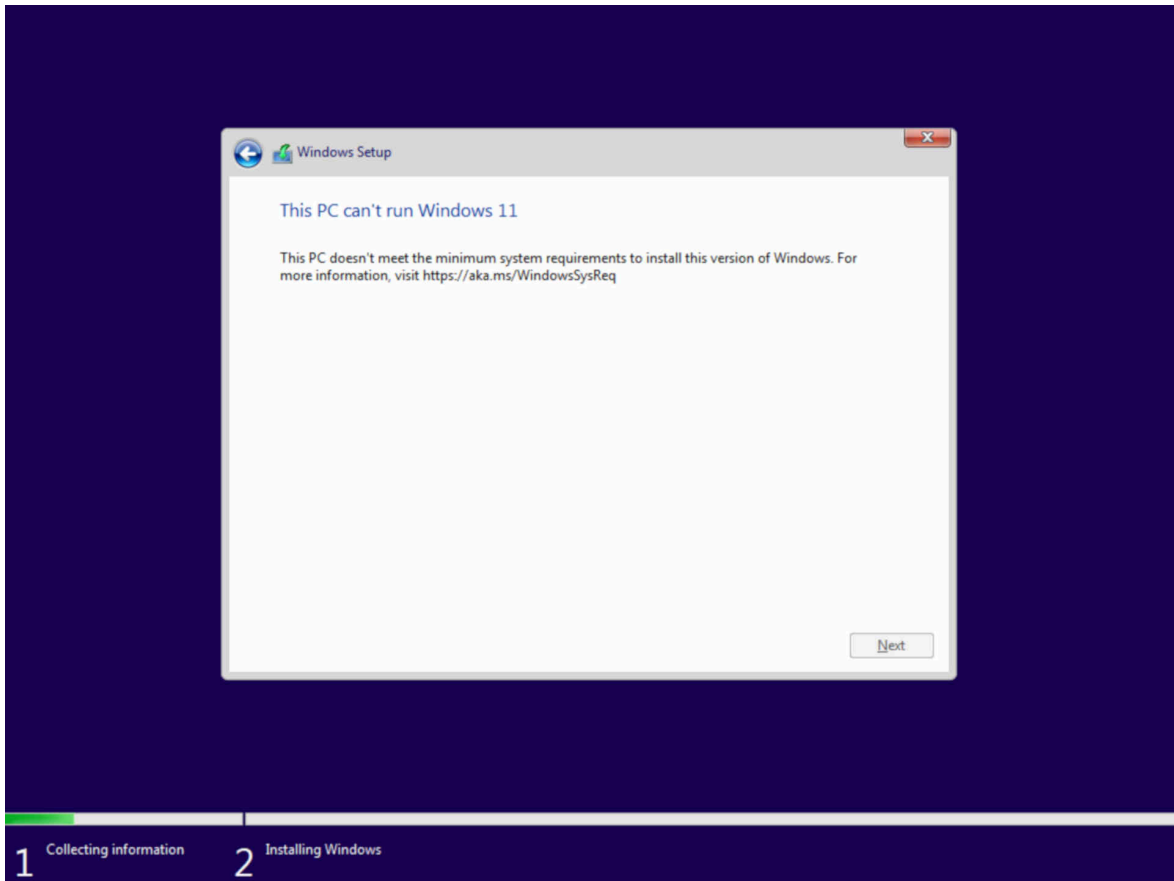 Windows Setup
This PC can't run Windows 11
This PC doesn't meet the minimum system requirements to install this version of Windows. For
more information, visit https://aka.ms/WindowsSysReq
Next
1 Collecting information
2 Installing Windows